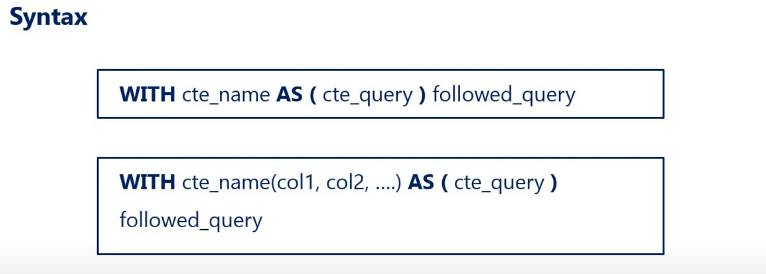 Syntax
WITH cte_name AS ( cte_query ) followed_query
WITH cte_name(col1, col2, ....) AS ( cte_query )
followed_query